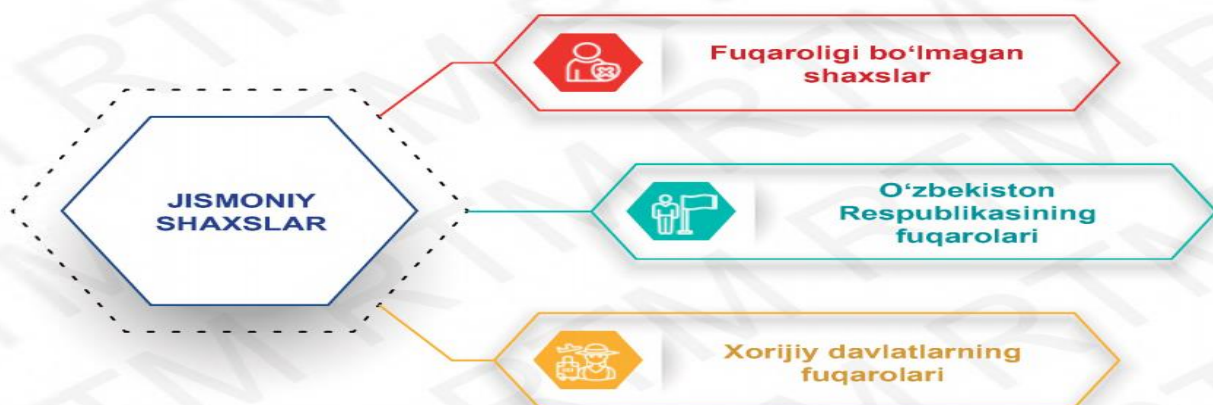 JISMONIY
SHAXSLAR
Fuqaroligi bo‘lmagan
shaxslar
O‘zbekiston
Respublikasining
fuqarolari
Xorijiy davlatlarning
fuqarolari